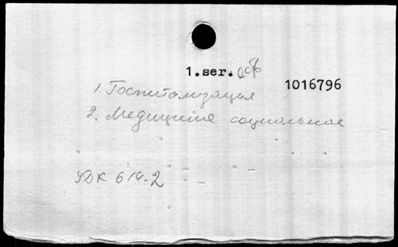 1.ser.
1016796
1. Госпитализация
2. Медицина социальная
УДК 614.2